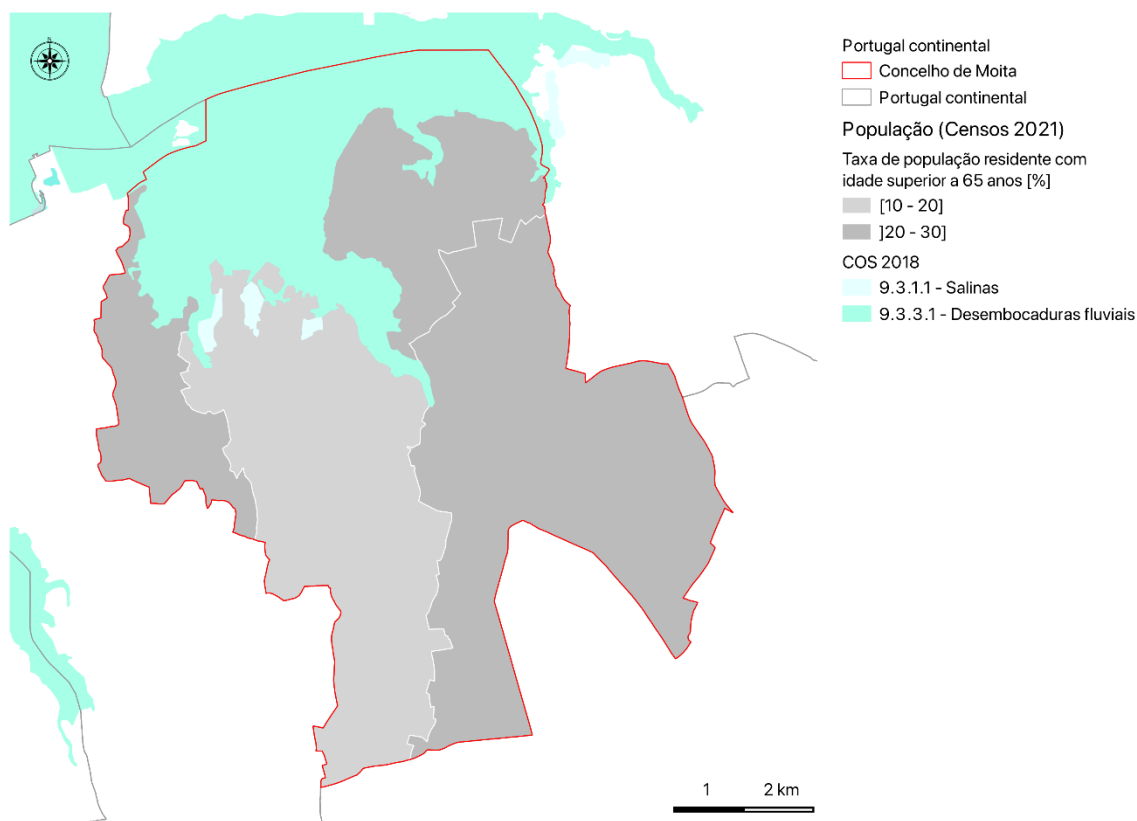 N
Portugal continental
Concelho de Moita
Portugal continental
População (Censos 2021)
Taxa de população residente com
idade superior a 65 anos [%]
[10 - 20]
]20 - 30]
COS 2018
9.3.1.1 - Salinas
9.3.3.1 - Desembocaduras fluviais
1 2 km